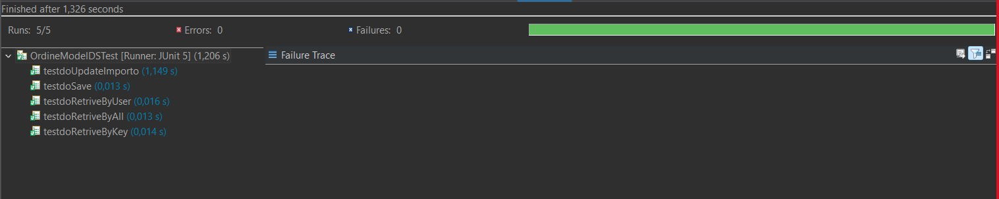 Finished after 1,326 seconds
Runs: 5/5 Errors: 0 Failures: 0
OrdineModelDSTest [Runner: JUnit 5] (1,206 s)
Failure Trace
testdoUpdateImporto (1,149 s)
testdoSave (0,013 s)
testdoRetriveByUser (0,016 s)
testdoRetriveByAll (0,013 s)
testdoRetriveByKey (0,014 s)